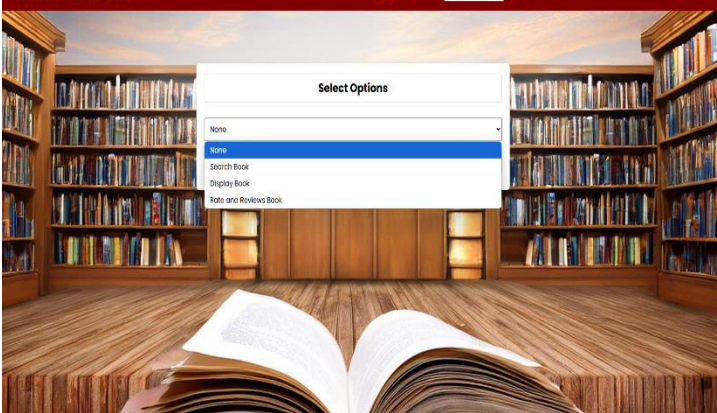 Select Options
None
None
Search Book
Display Book
Rate and Reviews Book